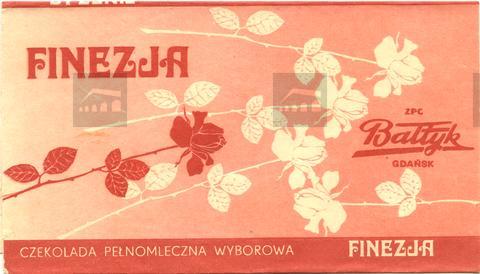 FINEZJA
ZPC
Bałtyk
GDAŃSK
CZEKOLADA PEŁNOMLECZNA WYBOROWA
FINEZJA